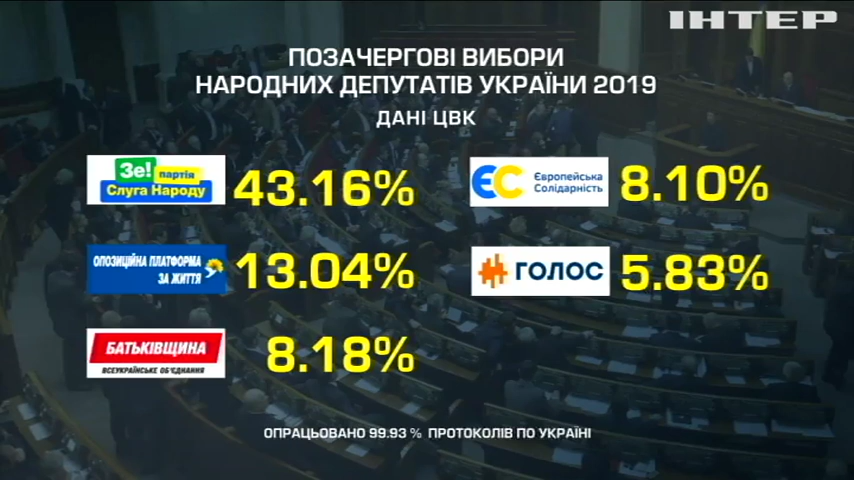 ІНТЕР
ПОЗАЧЕРГОВІ ВИБОРИ
НАРОДНИХ ДЕПУТАТІВ УКРАЇНИ 2019
ДАНІ ЦВК
Зе! партія
Слуга Народу
43.16%
ОПОЗИЦІЙНА ПЛАТФОРМА
ЗА ЖИТТЯ
13.04%
БАТЬКІВЩИНА
ВСЕУКРАЇНСЬКЕ ОБ'ЄДНАННЯ
8.18%
ЄС Європейська
Солідарність
8.10%
ГОЛОС
5.83%
ОПРАЦЬОВАНО 99.93 % ПРОТОКОЛІВ ПО УКРАЇНІ